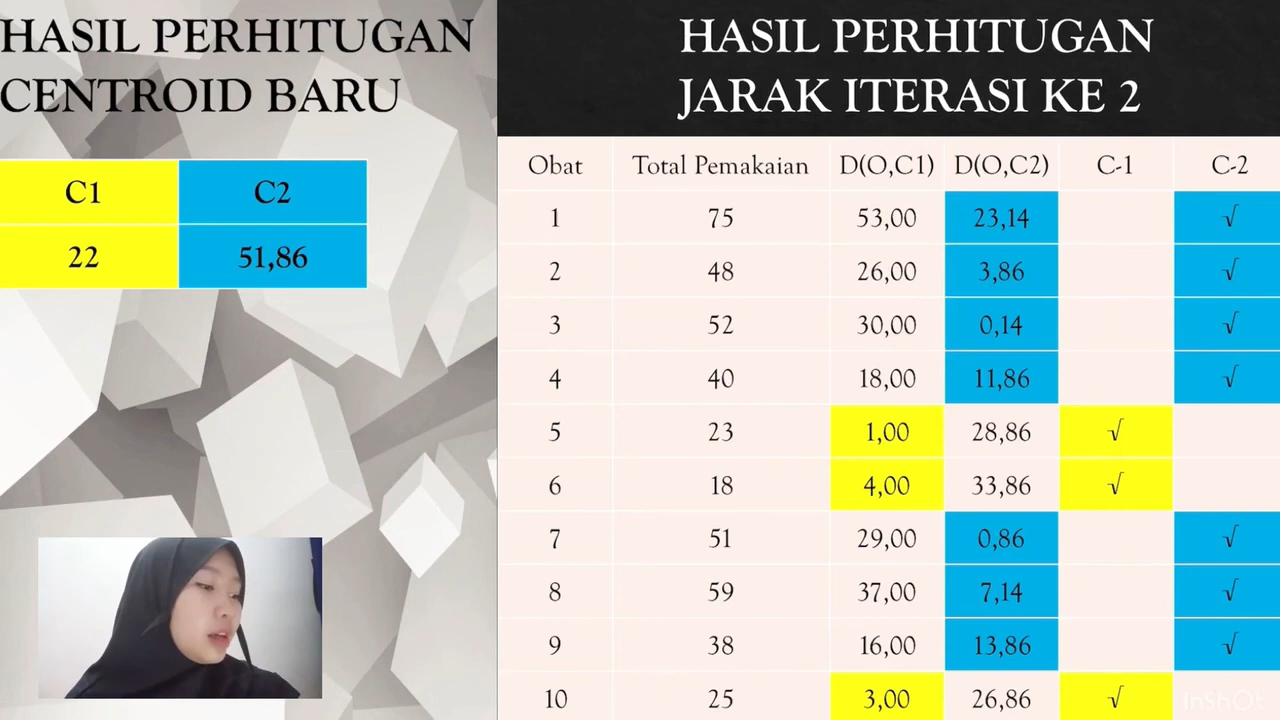 HASIL PERHITUGAN
CENTROID BARU
C1 C2
22 51,86
HASIL PERHITUGAN
JARAK ITERASI KE 2
Obat Total Pemakaian D(O,C1) D(O,C2) C-1 C-2
1 75 53,00 23,14 √
2 48 26,00 3,86 √
3 52 30,00 0,14 √
4 40 18,00 11,86 √
5 23 1,00 28,86 √
6 18 4,00 33,86 √
7 51 29,00 0,86 √
8 59 37,00 7,14 √
9 38 16,00 13,86 √
10 25 3,00 26,86 √
InShOt